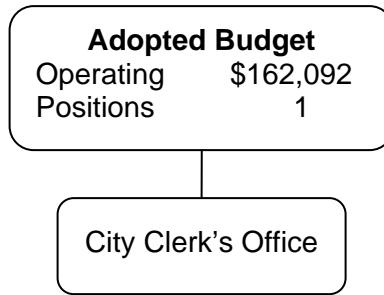 Adopted Budget
Operating $162,092
Positions 1
City Clerk's Office